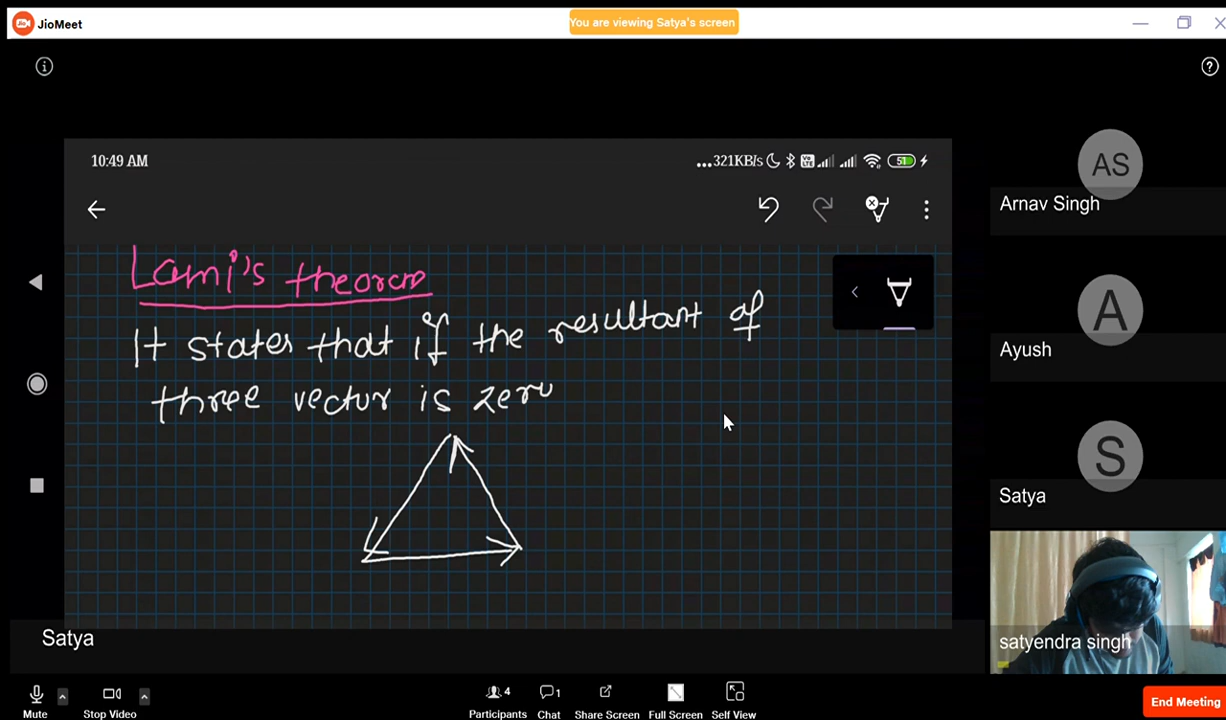 JioMeet
You are viewing Satya's screen
10:49 AM
...321KB/s
51
AS
Arnav Singh
Lami's theorem
It states that if the resultant of
three vector is zero
A
Ayush
S
Satya
satyendra singh
Satya
Mute
Stop Video
4
Participants
1
Chat
Share Screen
Full Screen
Self View
End Meeting